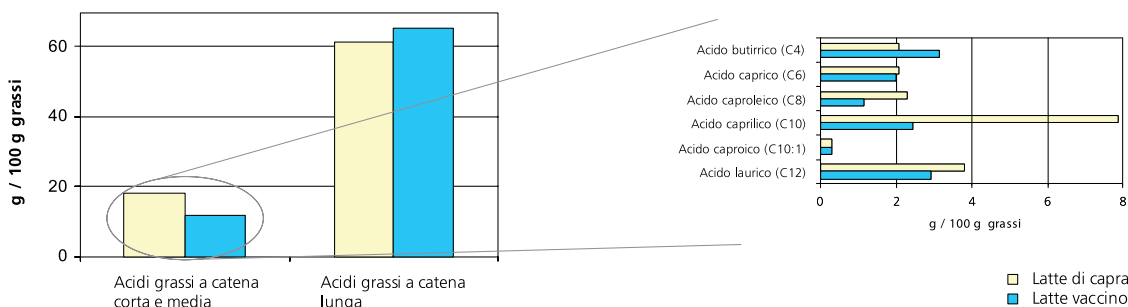 g / 100 g grassi
60
40
20
0
Acidi grassi a catena
corta e media
Acidi grassi a catena
lunga
Acido butirrico (C4)
Acido caprico (C6)
Acido caproleico (C8)
Acido caprilico (C10)
Acido caproico (C10:1)
Acido laurico (C12)
0 2 4 6 8
g / 100 g grassi
Latte di capra
Latte vaccino